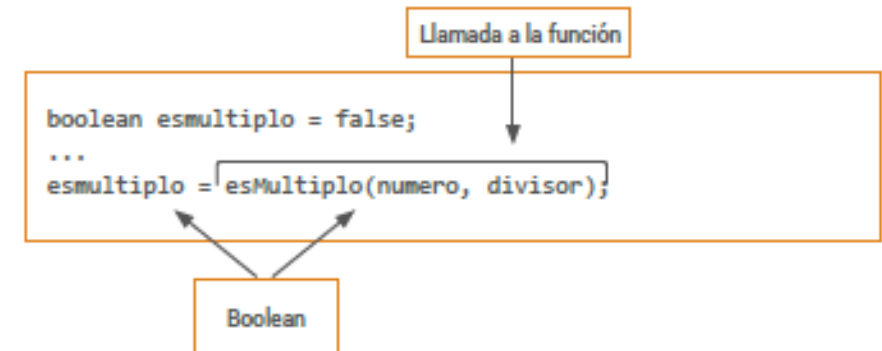 Llamada a la función
boolean esmultiplo = false;
...
esmultiplo = esMultiplo(numero, divisor);
Boolean